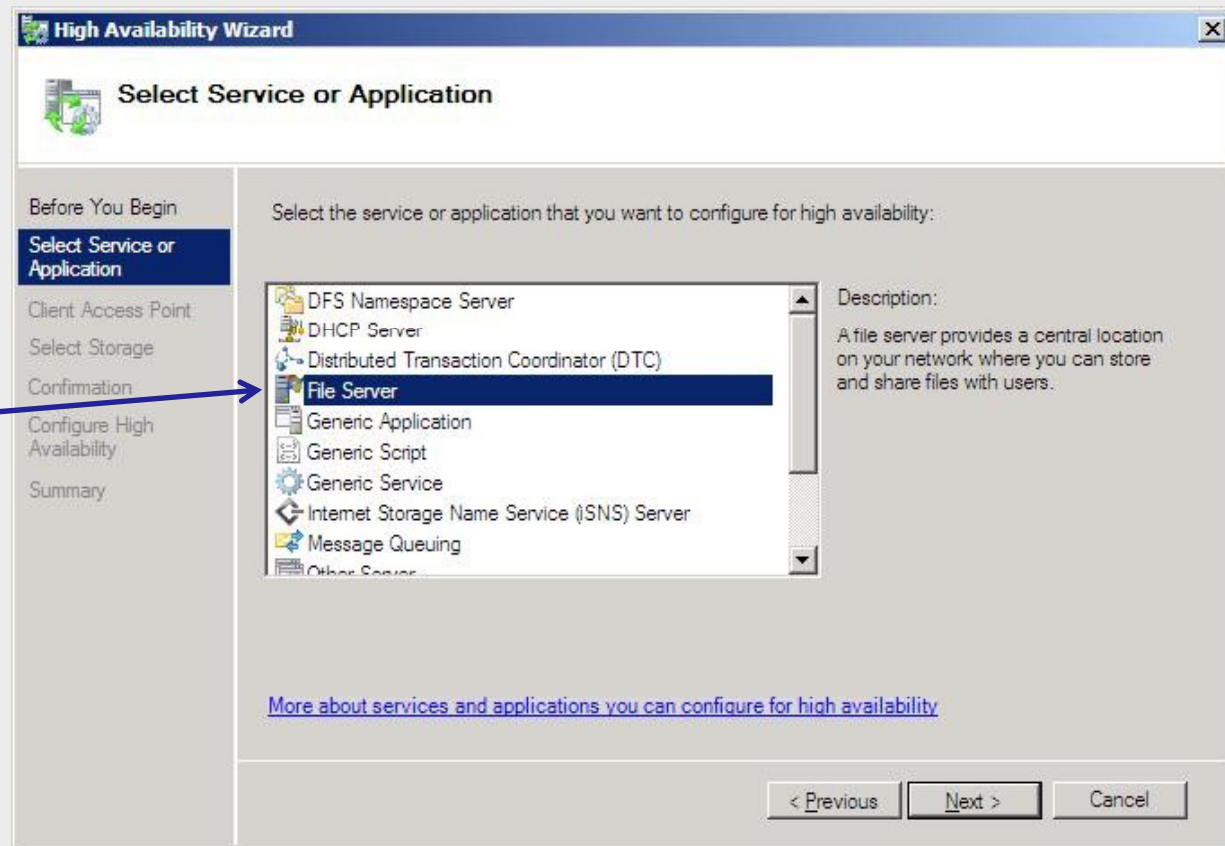 High Availability Wizard
Select Service or Application
Before You Begin
Select Service or
Application
Client Access Point
Select Storage
Confirmation
Configure High
Availability
Summary
Select the service or application that you want to configure for high availability:
DFS Namespace Server
DHCP Server
Distributed Transaction Coordinator (DTC)
File Server
Generic Application
Generic Script
Generic Service
Internet Storage Name Service (iSNS) Server
Message Queuing
Other Server
Description:
A file server provides a central location
on your network where you can store
and share files with users.
More about services and applications you can configure for high availability
< Previous
Next >
Cancel